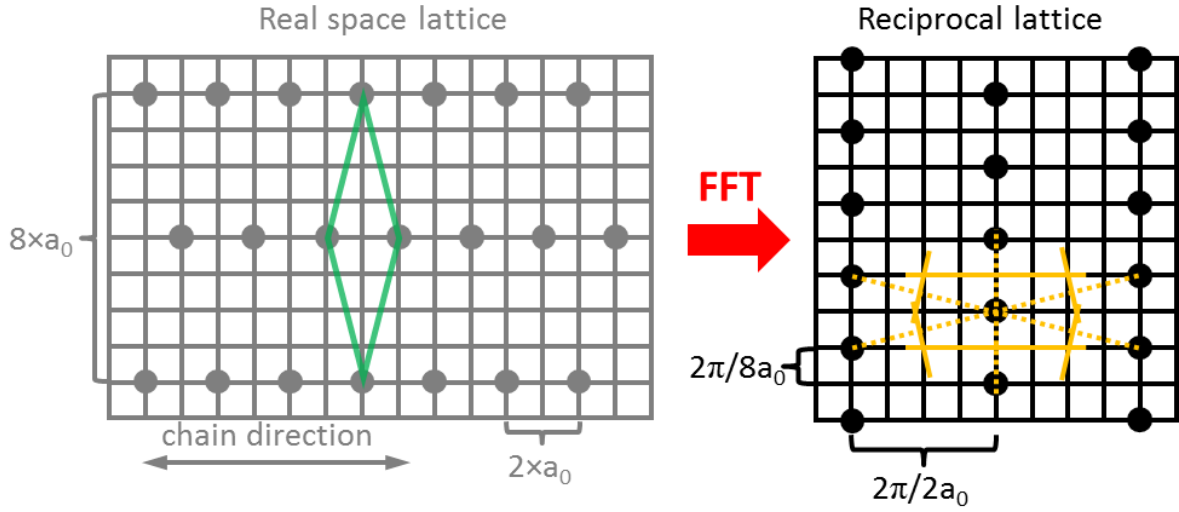 Real space lattice
Reciprocal lattice
FFT
8×a₀
2π/8a₀
chain direction
2×a₀
2π/2a₀